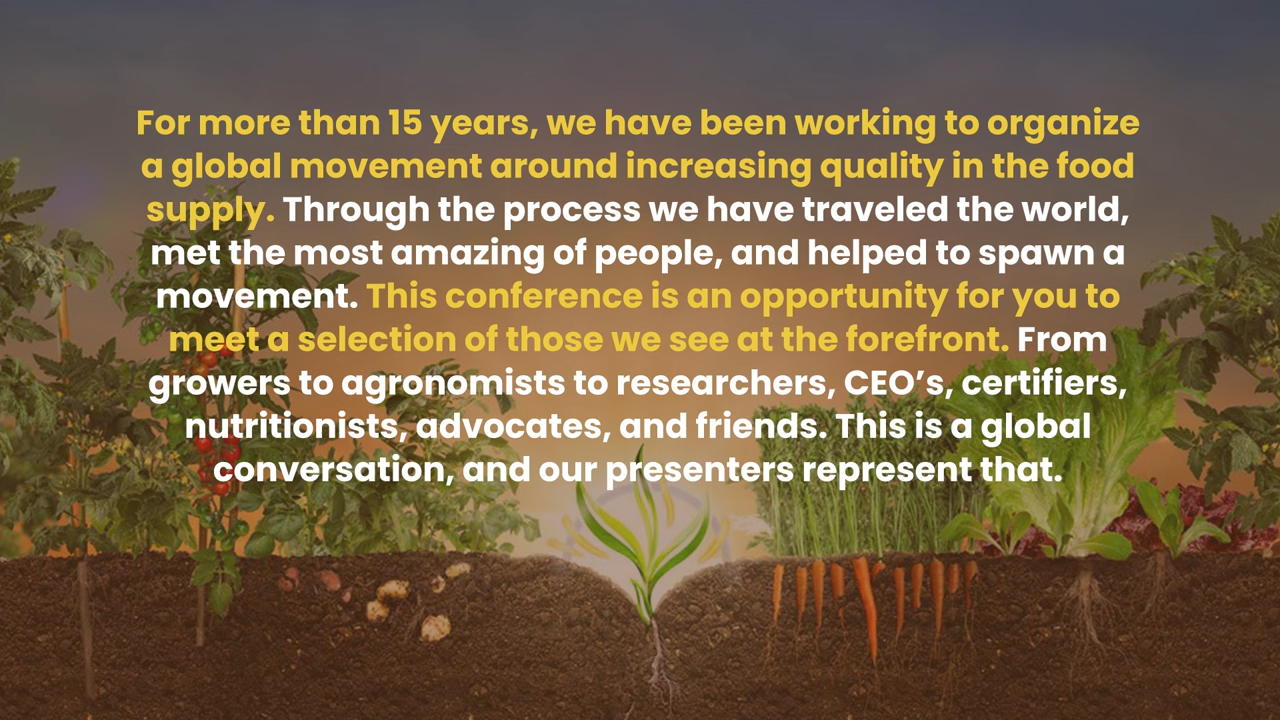 For more than 15 years, we have been working to organize
a global movement around increasing quality in the food
supply. Through the process we have traveled the world,
met the most amazing of people, and helped to spawn a
movement. This conference is an opportunity for you to
meet a selection of those we see at the forefront. From
growers to agronomists to researchers, CEO’s, certifiers,
nutritionists, advocates, and friends. This is a global
conversation, and our presenters represent that.